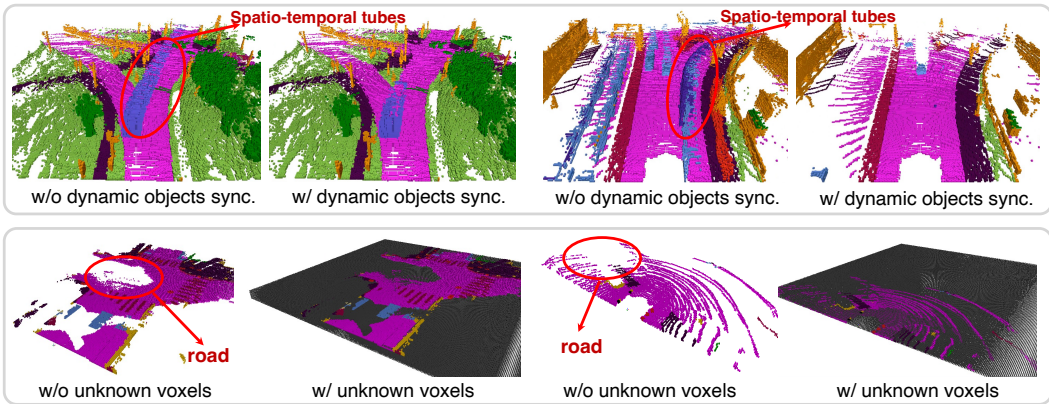 Spatio-temporal tubes
Spatio-temporal tubes
w/o dynamic objects sync.
w/ dynamic objects sync.
w/o dynamic objects sync.
w/ dynamic objects sync.
road
road
w/o unknown voxels
w/ unknown voxels
w/o unknown voxels
w/ unknown voxels